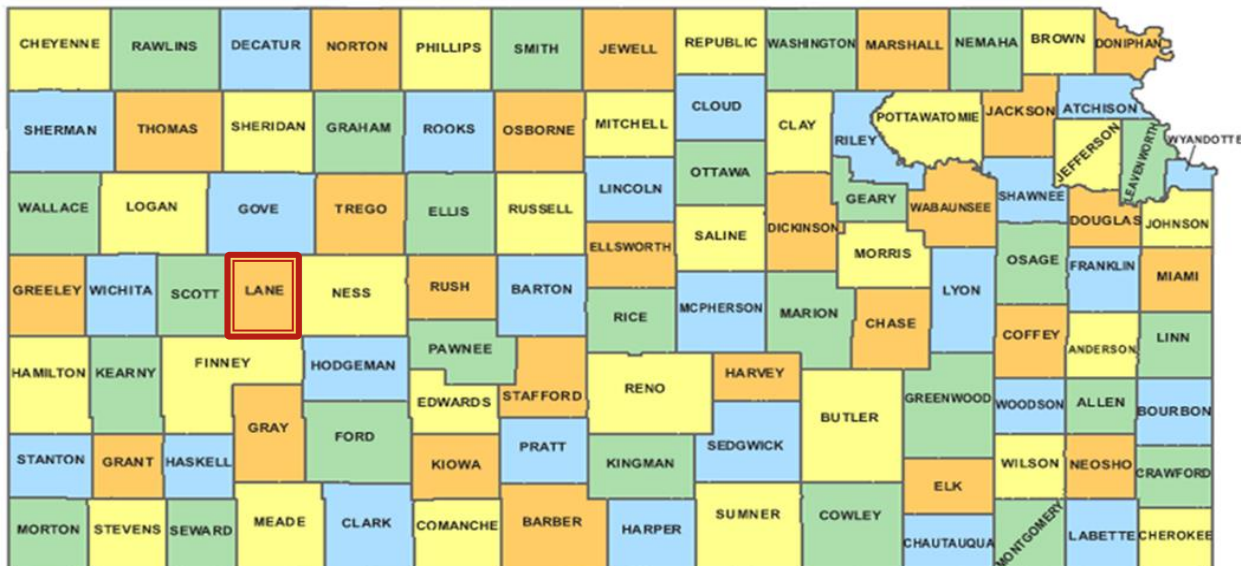 CHEYENNE
RAWLINS
DECATUR
NORTON
PHILLIPS
SMITH
JEWELL
REPUBLIC
WASHINGTON
MARSHALL
NEMAHA
BROWN
DONIPHAN
SHERMAN
THOMAS
SHERIDAN
GRAHAM
ROOKS
OSBORNE
MITCHELL
CLOUD
CLAY
RILEY
POTTAWATOMIE
JACKSON
ATCHISON
JEFFERSON
LEAVENWORTH
WYANDOTTE
WALLACE
LOGAN
GOVE
TREGO
ELLIS
RUSSELL
LINCOLN
OTTAWA
GEARY
WABAUNSEE
SHAWNEE
DOUGLAS
JOHNSON
ELLSWORTH
SALINE
DICKINSON
MORRIS
OSAGE
FRANKLIN
MIAMI
GREELEY
WICHITA
SCOTT
LANE
NESS
RUSH
BARTON
RICE
MCPHERSON
MARION
CHASE
LYON
COFFEY
ANDERSON
LINN
HAMILTON
KEARNY
FINNEY
HODGEMAN
PAWNEE
EDWARDS
STAFFORD
RENO
HARVEY
BUTLER
GREENWOOD
WOODSON
ALLEN
BOURBON
STANTON
GRANT
HASKELL
GRAY
FORD
KIOWA
PRATT
KINGMAN
SEDGWICK
ELK
WILSON
NEOSHO
CRAWFORD
MORTON
STEVENS
SEWARD
MEADE
CLARK
COMANCHE
BARBER
HARPER
SUMNER
COWLEY
CHAUTAUQUA
MONTGOMERY
LABETTE
CHEROKEE